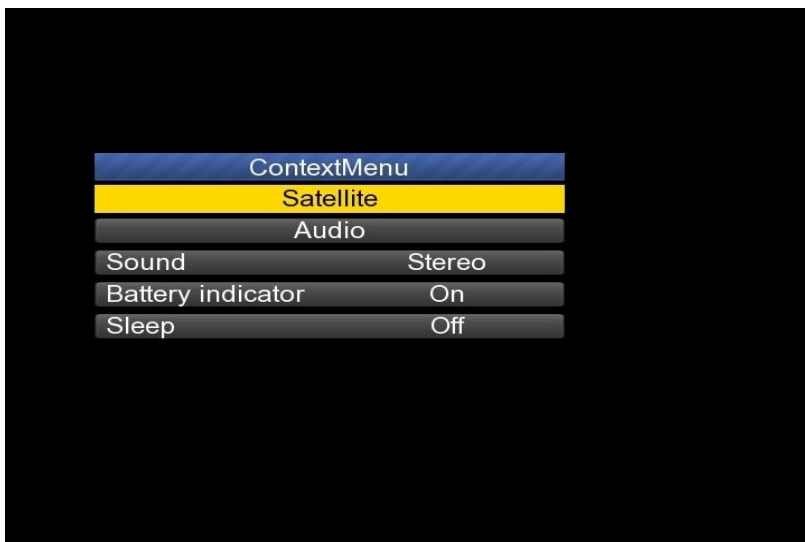 ContextMenu
Satellite
Audio
Sound Stereo
Battery indicator On
Sleep Off